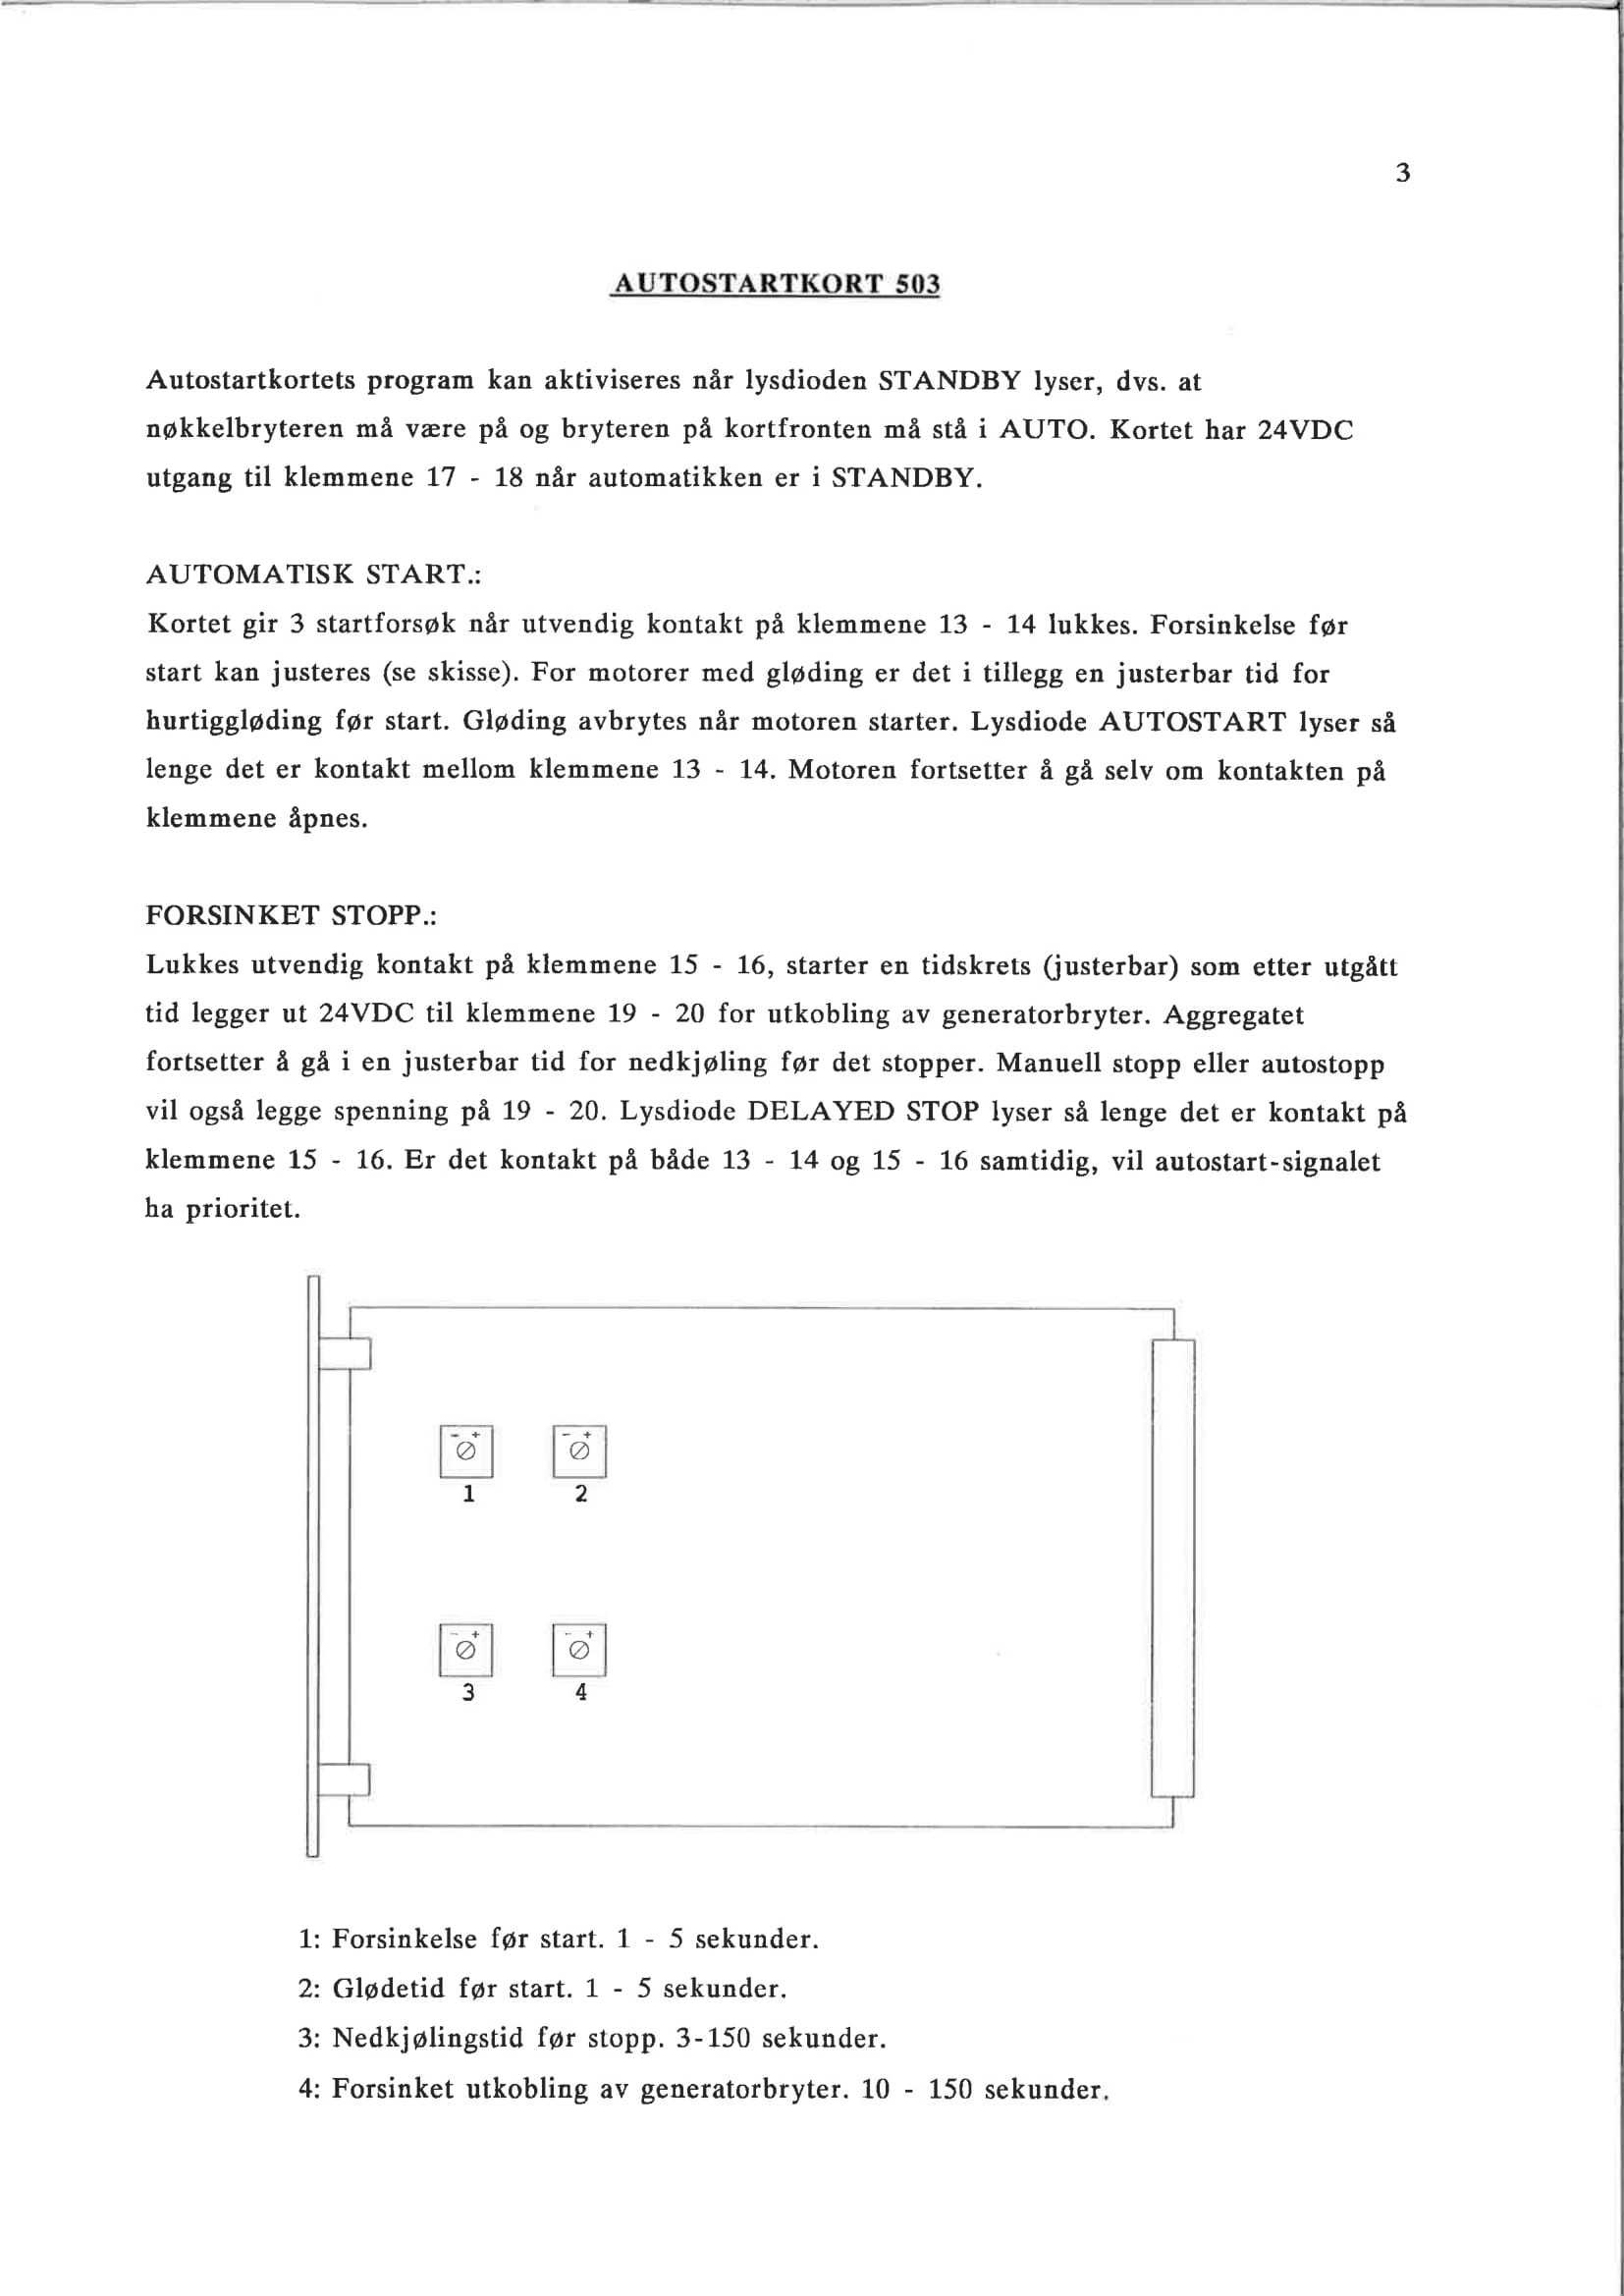 3
AUTOSTARTKORT 503
Autostartkortets program kan aktiviseres når lysdioden STANDBY lyser, dvs. at
nøkkelbryteren må være på og bryteren på kortfronten må stå i AUTO. Kortet har 24VDC
utgang til klemmene 17 - 18 når automatikken er i STANDBY.
AUTOMATISK START.:
Kortet gir 3 startforsøk når utvendig kontakt på klemmene 13 - 14 lukkes. Forsinkelse før
start kan justeres (se skisse). For motorer med gløding er det i tillegg en justerbar tid for
hurtiggløding før start. Gløding avbrytes når motoren starter. Lysdiode AUTOSTART lyser så
lenge det er kontakt mellom klemmene 13 - 14. Motoren fortsetter å gå selv om kontakten på
klemmene åpnes.
FORSINKET STOPP.:
Lukkes utvendig kontakt på klemmene 15 - 16, starter en tidskrets (justerbar) som etter utgått
tid legger ut 24VDC til klemmene 19 - 20 for utkobling av generatorbryter. Aggregatet
fortsetter å gå i en justerbar tid for nedkjøling før det stopper. Manuell stopp eller autostopp
vil også legge spenning på 19 - 20. Lysdiode DELAYED STOP lyser så lenge det er kontakt på
klemmene 15 - 16. Er det kontakt på både 13 - 14 og 15 - 16 samtidig, vil autostart-signalet
ha prioritet.
- + - +
1 2
- + - +
3 4
1: Forsinkelse før start. 1 - 5 sekunder.
2: Glødetid før start. 1 - 5 sekunder.
3: Nedkjølingstid før stopp. 3-150 sekunder.
4: Forsinket utkobling av generatorbryter. 10 - 150 sekunder.